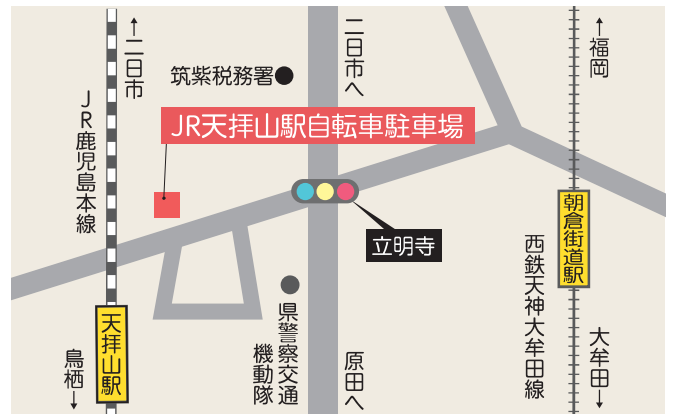 ↑二日市
JR鹿児島本線
筑紫税務署
二日市へ
↑福岡
JR天拝山駅自転車駐車場
立明寺
朝倉街道駅
西鉄天神大牟田線
天拝山駅
鳥栖↓
県警察交通
機動隊
原田へ
大牟田↓